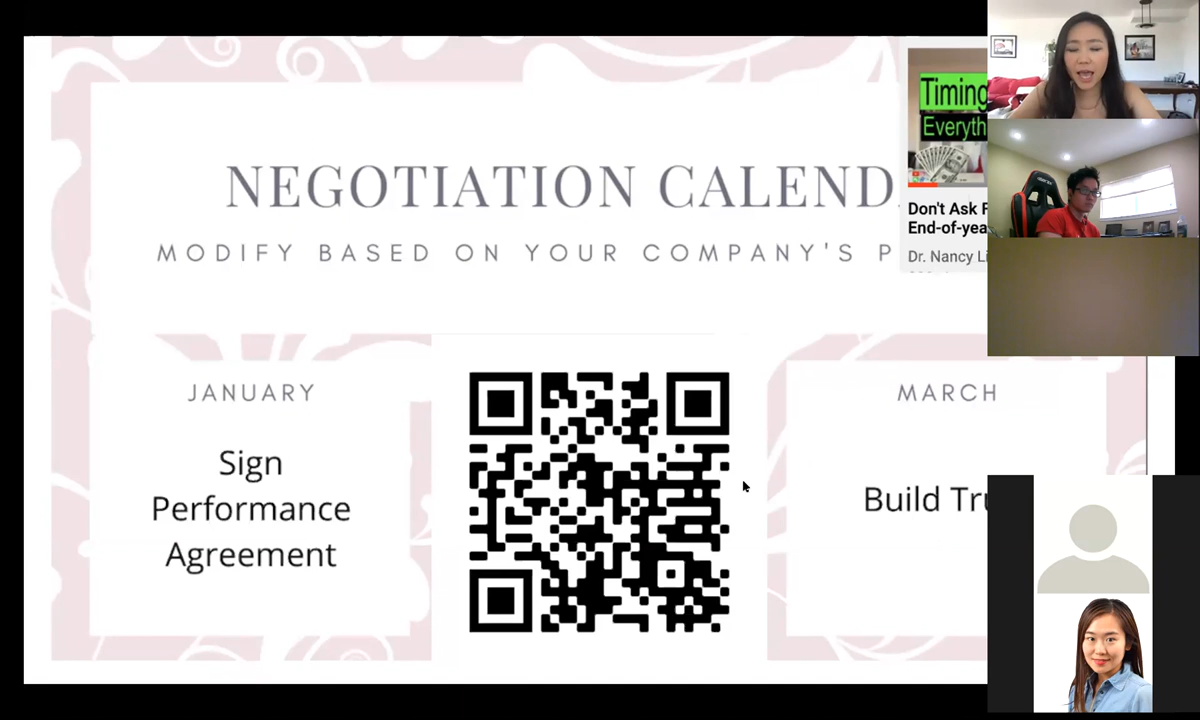 NEGOTIATION CALEND
MODIFY BASED ON YOUR COMPANY'S P
Timing
Everyth
Don't Ask F
End-of-yea
Dr. Nancy Li
JANUARY
Sign
Performance
Agreement
MARCH
Build Tru